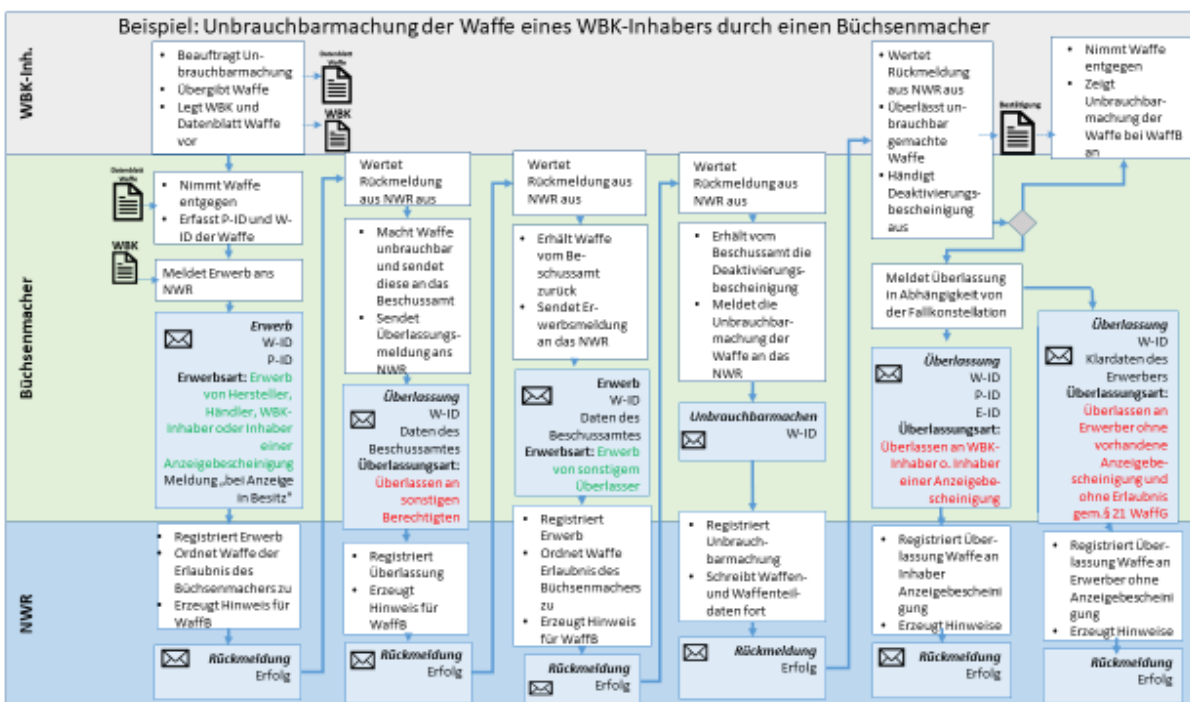 Beispiel: Unbrauchbarmachung der Waffe eines WBK-Inhabers durch einen Büchsenmacher
WBK-Inh.
• Beauftragt Un-
brauchbarmachung
• Übergibt Waffe
• Legt WBK und
Datenblatt Waffe
vor
Datenblatt
Waffe
WBK
• Wertet
Rückmeldung
aus NWR aus
• Überlässt un-
brauchbar
gemachte
Waffe
• Händigt
Deaktivierungs-
bescheinigung
aus
Bestätigung
• Nimmt Waffe
entgegen
• Zeigt
Unbrauchbar-
machung der
Waffe bei WaffB
an
Büchsenmacher
Datenblatt
Waffe
• Nimmt Waffe
entgegen
• Erfasst P-ID und W-
ID der Waffe
WBK
Meldet Erwerb ans
NWR
Erwerb
W-ID
P-ID
Erwerbsart: Erwerb
von Hersteller,
Händler, WBK-
Inhaber oder Inhaber
einer
Anzeigebescheinigung
Meldung „bei Anzeige
in Besitz"
Wertet
Rückmeldung
aus NWR aus
• Macht Waffe
unbrauchbar
und sendet
diese an das
Beschussamt
• Sendet
Überlassungs-
meldung ans
NWR
Überlassung
W-ID
Daten des
Beschussamtes
Überlassungsart:
Überlassen an
sonstigen
Berechtigten
Wertet
Rückmeldung aus
NWR aus
• Erhält Waffe
vom Be-
schussamt
zurück
• Sendet Er-
werbsmeldung
an das NWR
Erwerb
W-ID
Daten des
Beschussamtes
Erwerbsart: Erwerb
von sonstigem
Überlasser
Wertet
Rückmeldung aus
NWR aus
• Erhält vom
Beschussamt die
Deaktivierungs-
bescheinigung
• Meldet die
Unbrauchbar-
machung der
Waffe an das NWR
Unbrauchbarmachen
W-ID
Meldet Überlassung
in Abhängigkeit von
der Fallkonstellation
Überlassung
W-ID
P-ID
E-ID
Überlassungsart:
Überlassen an WBK-
Inhaber o. Inhaber
einer Anzeigebe-
scheinigung
Überlassung
W-ID
Klardaten des
Erwerbers
Überlassungsart:
Überlassen an
Erwerber ohne
vorhandene
Anzeigebe-
scheinigung und
ohne Erlaubnis
gem.§ 21 WaffG
NWR
• Registriert Erwerb
• Ordnet Waffe der
Erlaubnis des
Büchsenmachers zu
• Erzeugt Hinweis für
WaffB
Rückmeldung
Erfolg
• Registriert
Überlassung
• Erzeugt
Hinweis für
WaffB
Rückmeldung
Erfolg
• Registriert
Erwerb
• Ordnet Waffe
Erlaubnis des
Büchsenmachers
zu
• Erzeugt Hinweis
für WaffB
Rückmeldung
Erfolg
• Registriert
Unbrauch-
barmachung
• Schreibt Waffen-
und Waffenteil-
daten fort
Rückmeldung
Erfolg
• Registriert Über-
lassung Waffe an
Inhaber
Anzeigebescheini
gung
• Erzeugt Hinweise
Rückmeldung
Erfolg
• Registriert Über-
lassung Waffe an
Erwerber ohne
Anzeigebescheini
gung
• Erzeugt Hinweise
Rückmeldung
Erfolg